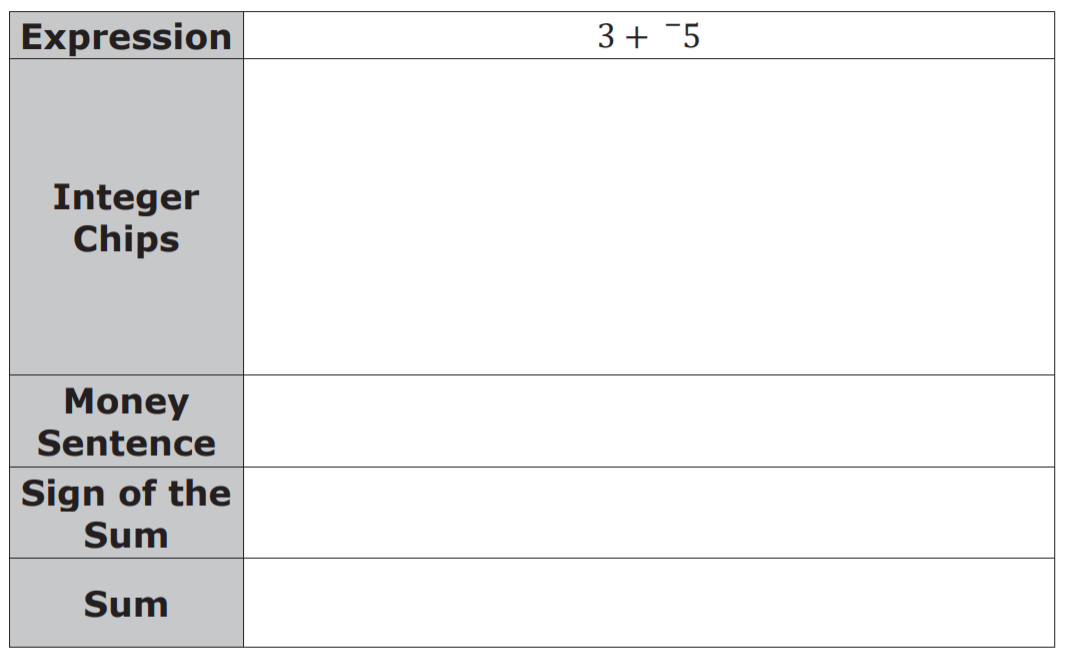 Expression
3 + ⁻5
Integer
Chips
Money
Sentence
Sign of the
Sum
Sum